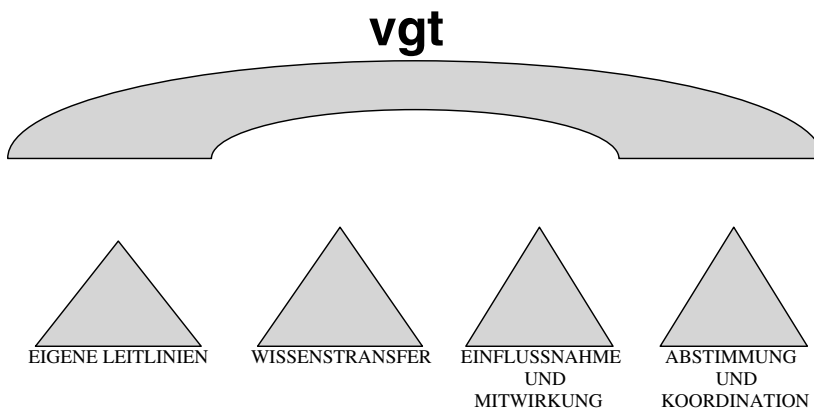 vgt
EIGENE LEITLINIEN
WISSENSTRANSFER
EINFLUSSNAHME
UND
MITWIRKUNG
ABSTIMMUNG
UND
KOORDINATION